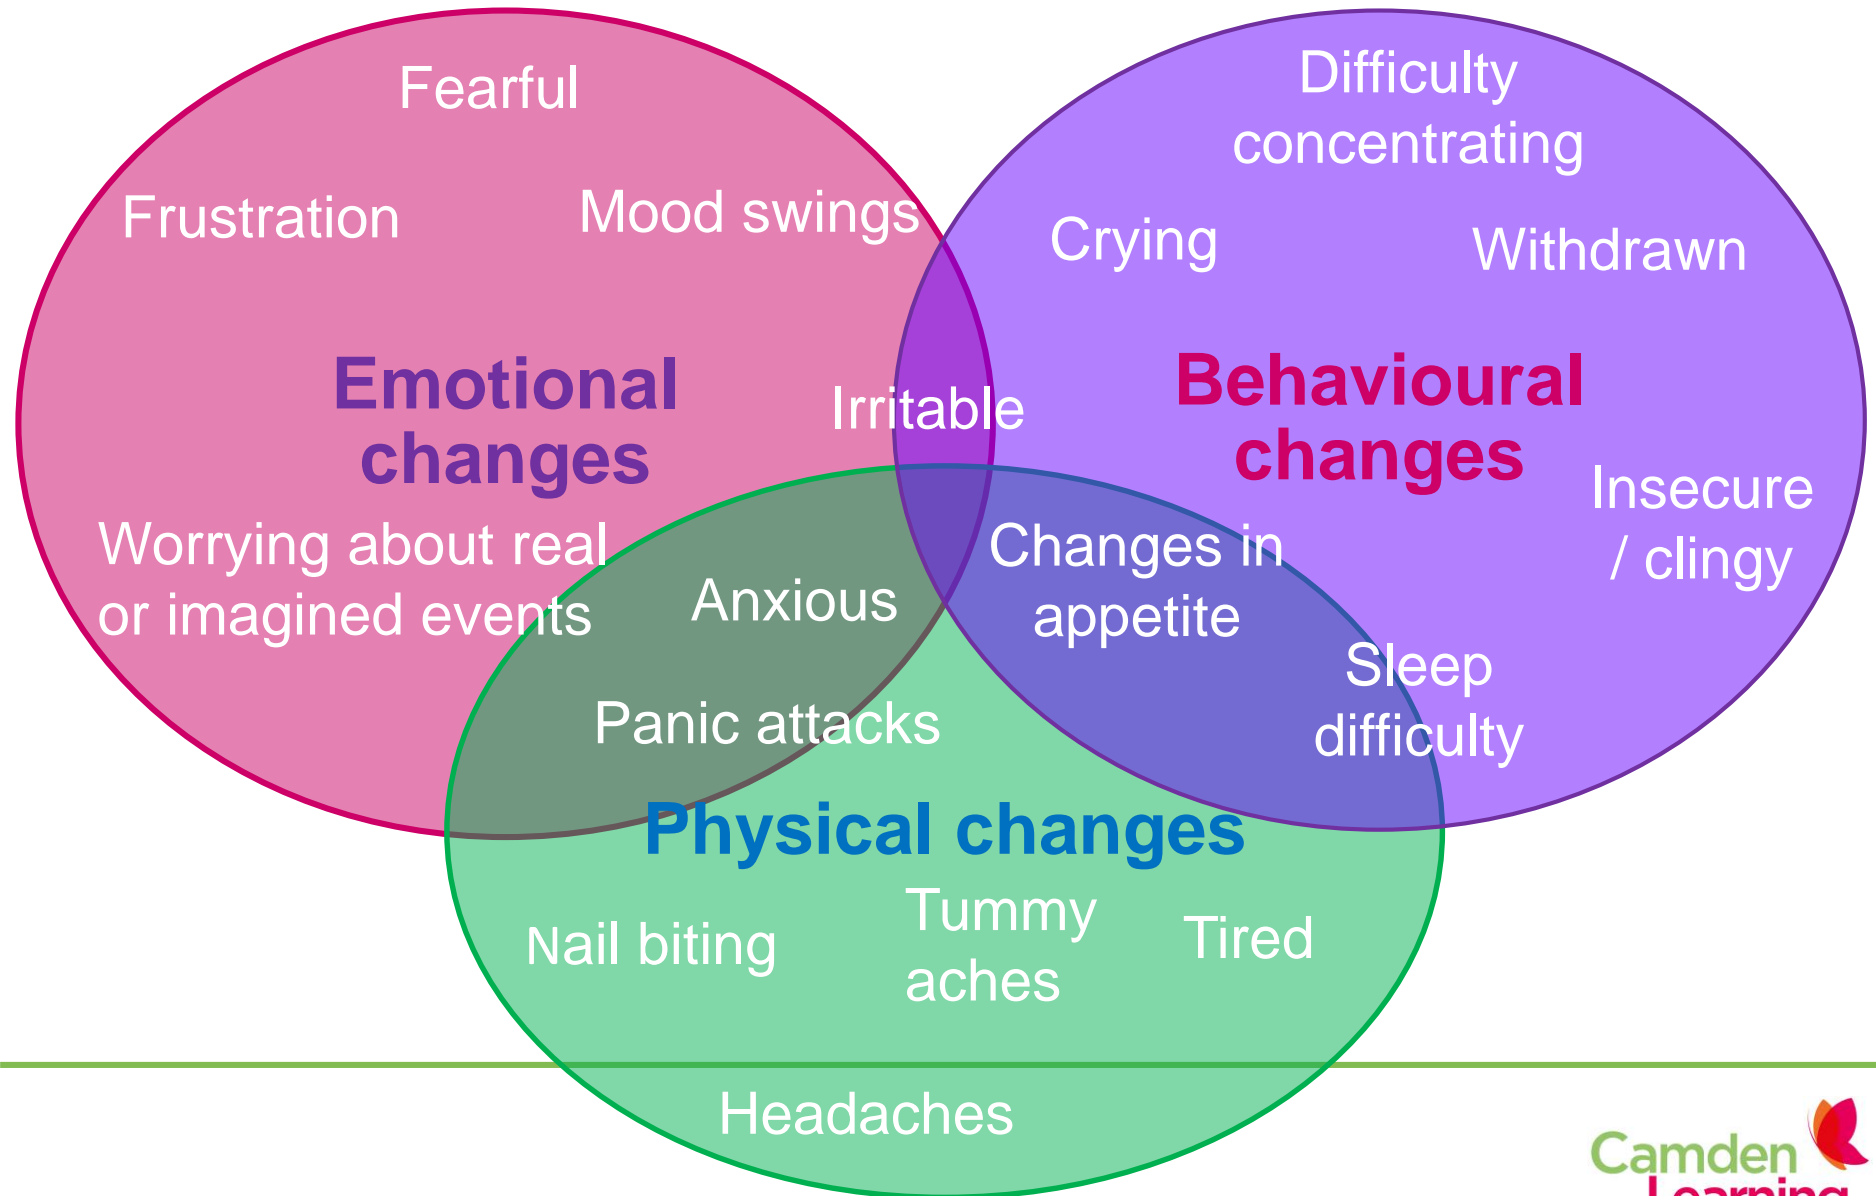 Fearful
Frustration
Mood swings
Emotional
changes
Worrying about real
or imagined events
Irritable
Difficulty
concentrating
Crying
Withdrawn
Behavioural
changes
Insecure
/ clingy
Anxious
Panic attacks
Changes in
appetite
Sleep
difficulty
Physical changes
Nail biting
Tummy
aches
Tired
Headaches
Camden
Learning